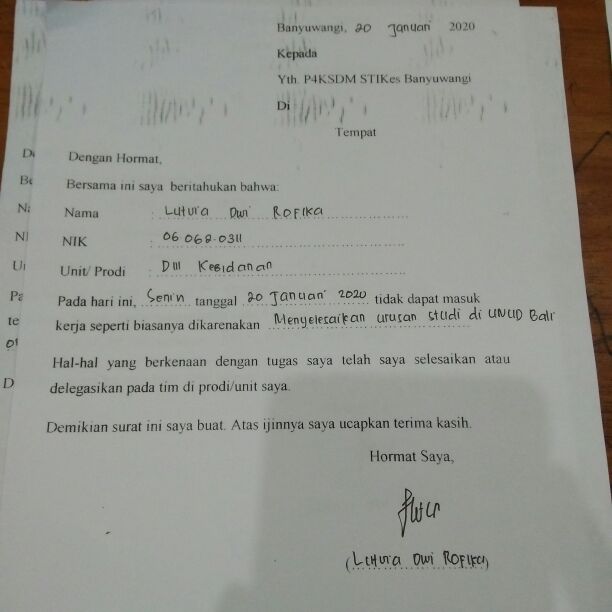 Banyuwangi, 20 Januari 2020
Kepada
Yth. P4KSDM STIKes Banyuwangi
Di
Tempat
Dengan Hormat,
Bersama ini saya beritahukan bahwa:
Nama : Lutvia Dwi ROFIKA
NIK : 06 068.0311
Unit/ Prodi : DIII Kebidanan
Pada hari ini, Senin tanggal 20 Januari 2020 tidak dapat masuk
kerja seperti biasanya dikarenakan Menyelesaikan urusan studi di UNUD Bali
Hal-hal yang berkenaan dengan tugas saya telah saya selesaikan atau
delegasikan pada tim di prodi/unit saya.
Demikian surat ini saya buat. Atas ijinnya saya ucapkan terima kasih.
Hormat Saya,
(Lutvia Dwi ROFIKA)